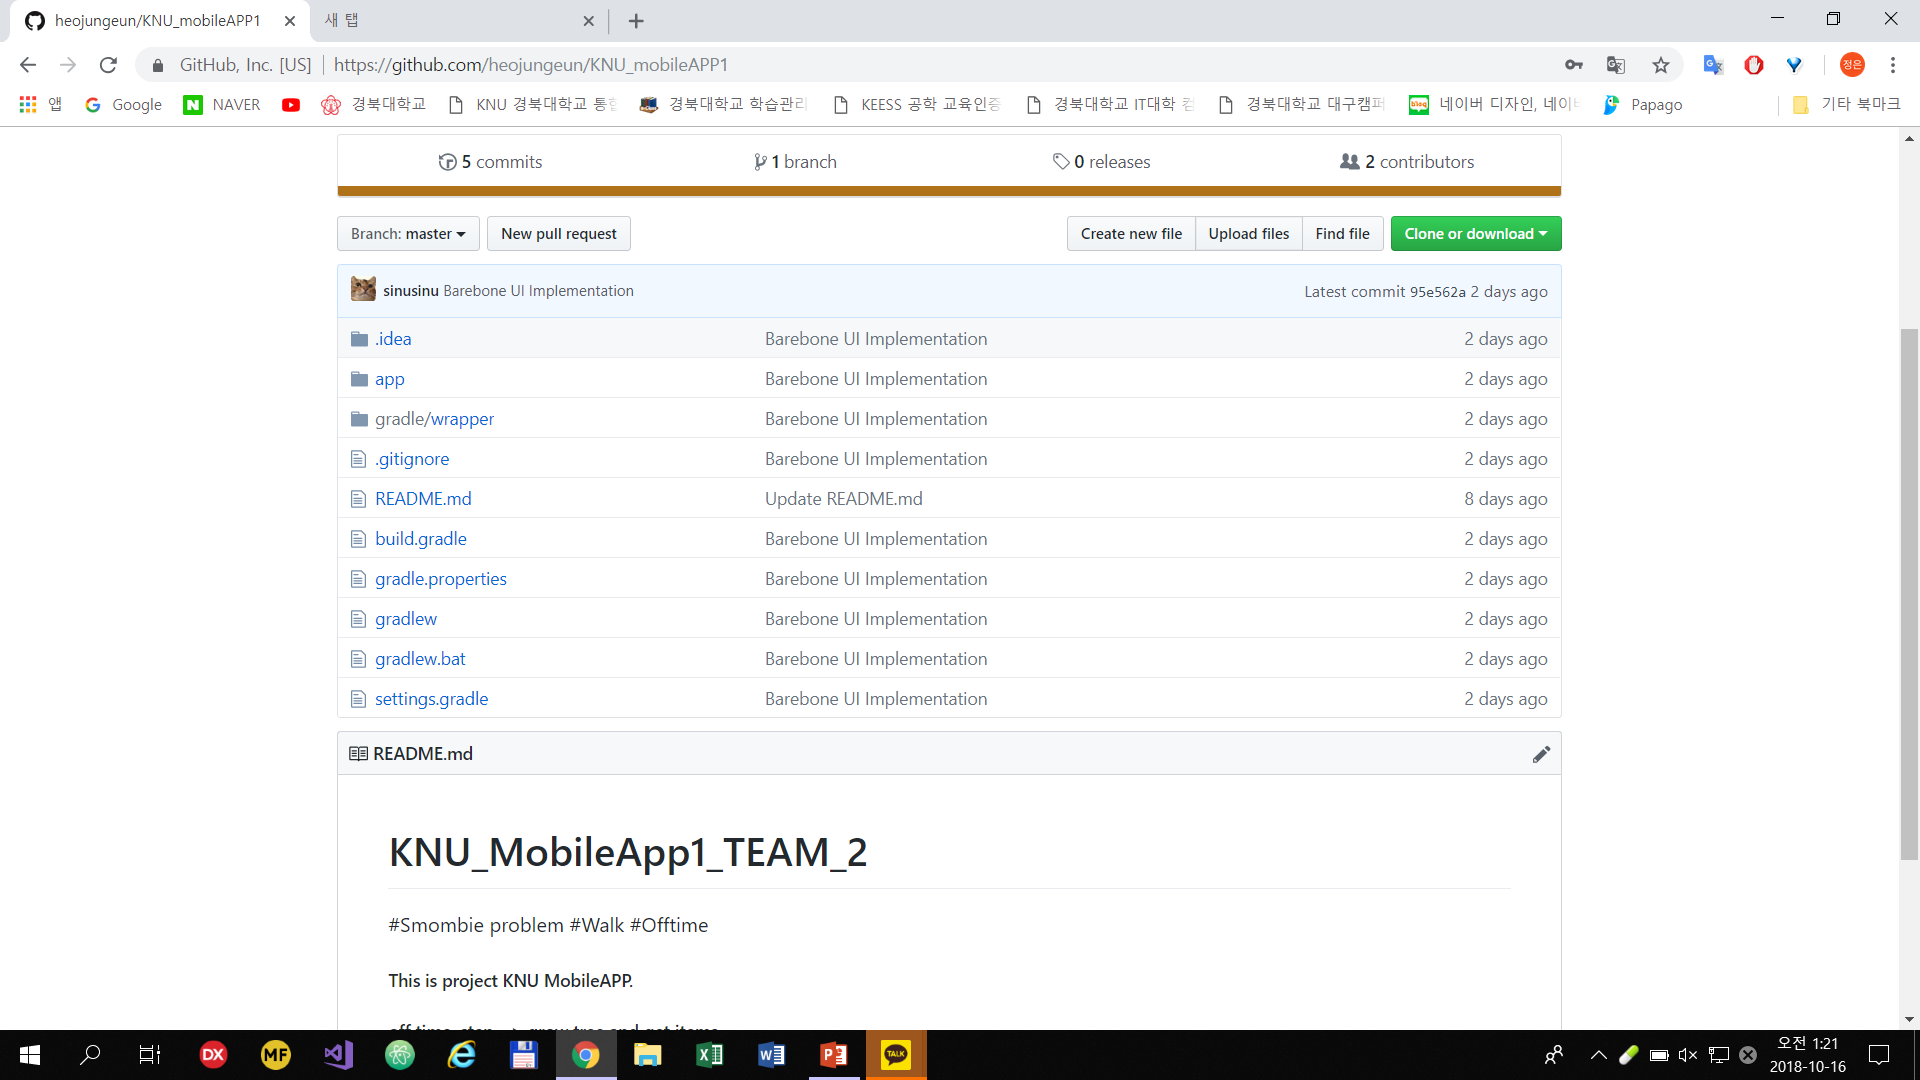 heojungeun/KNU_mobileAPP1
새 탭
GitHub, Inc. [US]
https://github.com/heojungeun/KNU_mobileAPP1
정은
앱
Google
NAVER
경북대학교
KNU 경북대학교 통합
경북대학교 학습관리
KEESS 공학 교육인증
경북대학교 IT대학 컴
경북대학교 대구캠퍼
네이버 디자인, 네이버
Papago
기타 북마크
5 commits
1 branch
0 releases
2 contributors
Branch: master
New pull request
Create new file
Upload files
Find file
Clone or download
sinusinu Barebone UI Implementation
Latest commit 95e562a 2 days ago
.idea Barebone UI Implementation 2 days ago
app Barebone UI Implementation 2 days ago
gradle/wrapper Barebone UI Implementation 2 days ago
.gitignore Barebone UI Implementation 2 days ago
README.md Update README.md 8 days ago
build.gradle Barebone UI Implementation 2 days ago
gradle.properties Barebone UI Implementation 2 days ago
gradlew Barebone UI Implementation 2 days ago
gradlew.bat Barebone UI Implementation 2 days ago
settings.gradle Barebone UI Implementation 2 days ago
README.md
KNU_MobileApp1_TEAM_2
#Smombie problem #Walk #Offtime
This is project KNU MobileAPP.
DX
MF
TALK
오전 1:21
2018-10-16